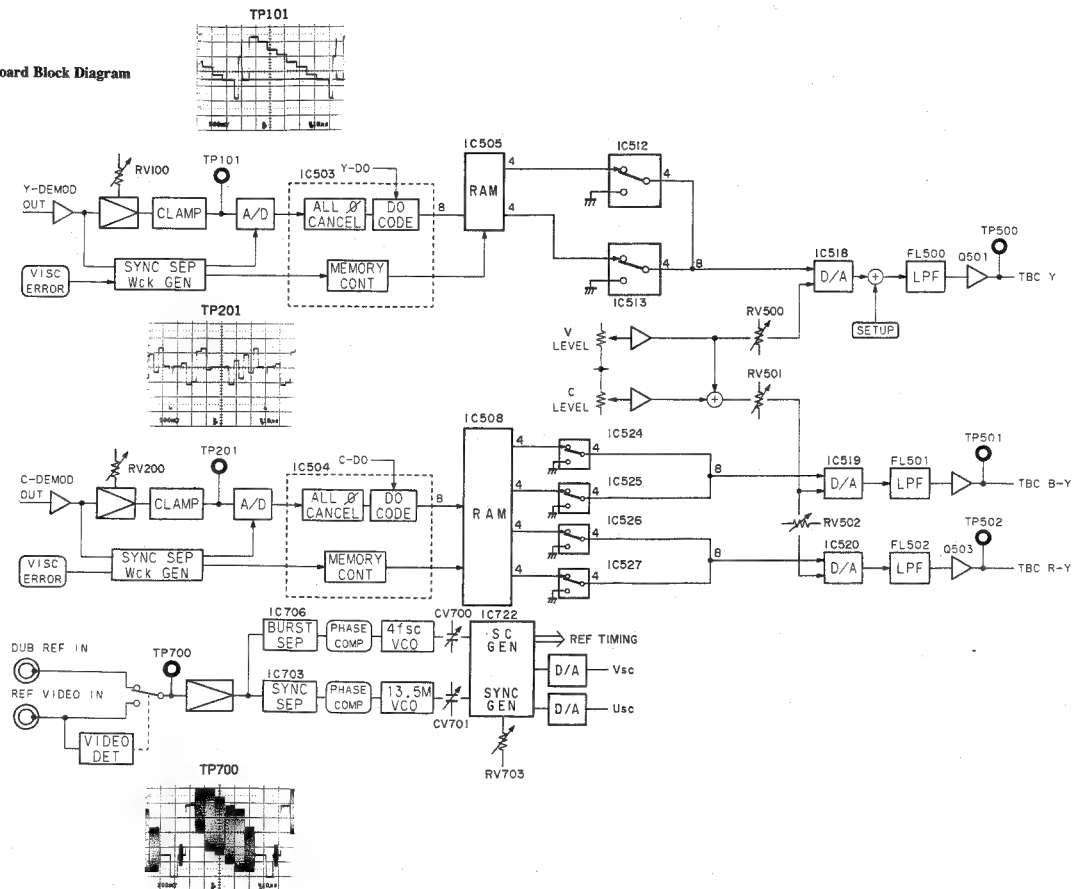 TP101
oard Block Diagram
IC505
IC512
RV100
TP101
Y-DO
IC503
4
4
Y-DEMOD
OUT
CLAMP
A/D
ALL Ø
CANCEL
DO
CODE
8
RAM
4
4
8
TP500
SYNC SEP
Wck GEN
MEMORY
CONT
VISC
ERROR
IC513
IC518
D/A
FL500
LPF
Q501
TBC Y
SETUP
TP201
V
LEVEL
RV500
RV501
C
LEVEL
IC508
IC524
TP501
RV200
TP201
C-DO
IC504
4
8
IC519
FL501
C-DEMOD
OUT
CLAMP
A/D
ALL Ø
CANCEL
DO
CODE
8
RAM
4
IC525
D/A
LPF
TBC B-Y
4
IC526
RV502
TP502
SYNC SEP
Wck GEN
MEMORY
CONT
VISC
ERROR
8
IC520
FL502
Q503
4
IC527
D/A
LPF
TBC R-Y
IC706
BURST
SEP
PHASE
COMP
4fsc
VCO
CV700
IC722
SC
GEN
REF TIMING
DUB REF IN
TP700
D/A
Vsc
REF VIDEO IN
IC703
SYNC
SEP
PHASE
COMP
13.5M
VCO
CV701
SYNC
GEN
D/A
Usc
VIDEO
DET
RV703
TP700